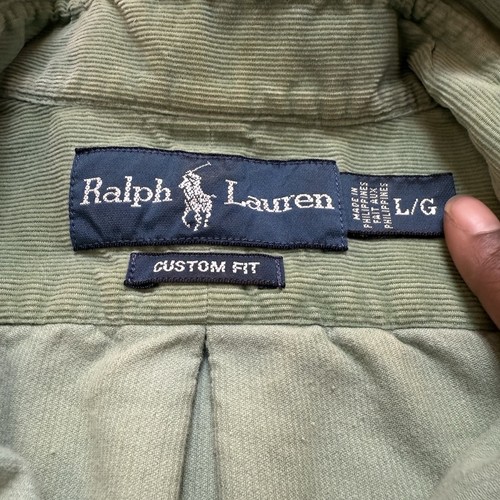 Ralph Lauren
MADE IN
PHILIPPINES
FAIT AUX
PHILIPPINES
L/G
CUSTOM FIT